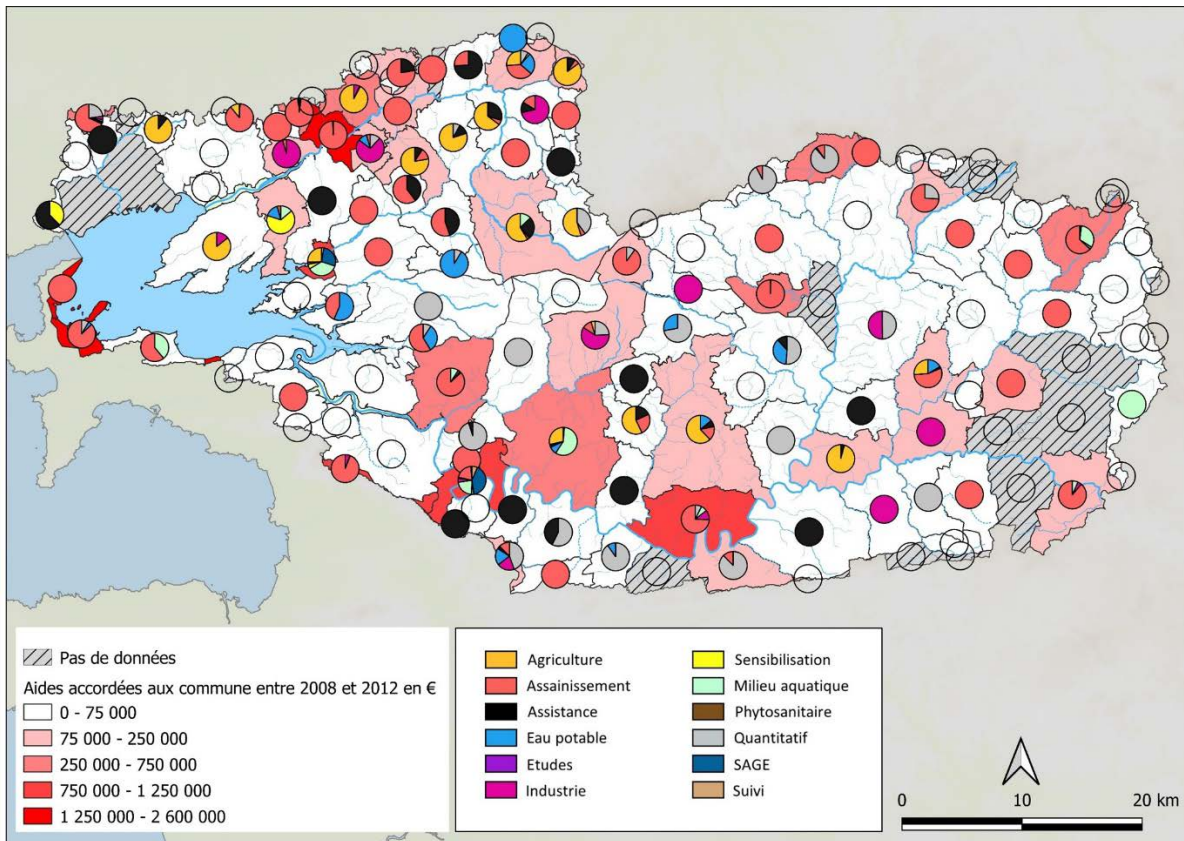 Pas de données
Aides accordées aux commune entre 2008 et 2012 en €
0 - 75 000
75 000 - 250 000
250 000 - 750 000
750 000 - 1 250 000
1 250 000 - 2 600 000
Agriculture
Assainissement
Assistance
Eau potable
Etudes
Industrie
Sensibilisation
Milieu aquatique
Phytosanitaire
Quantitatif
SAGE
Suivi
0 10 20 km